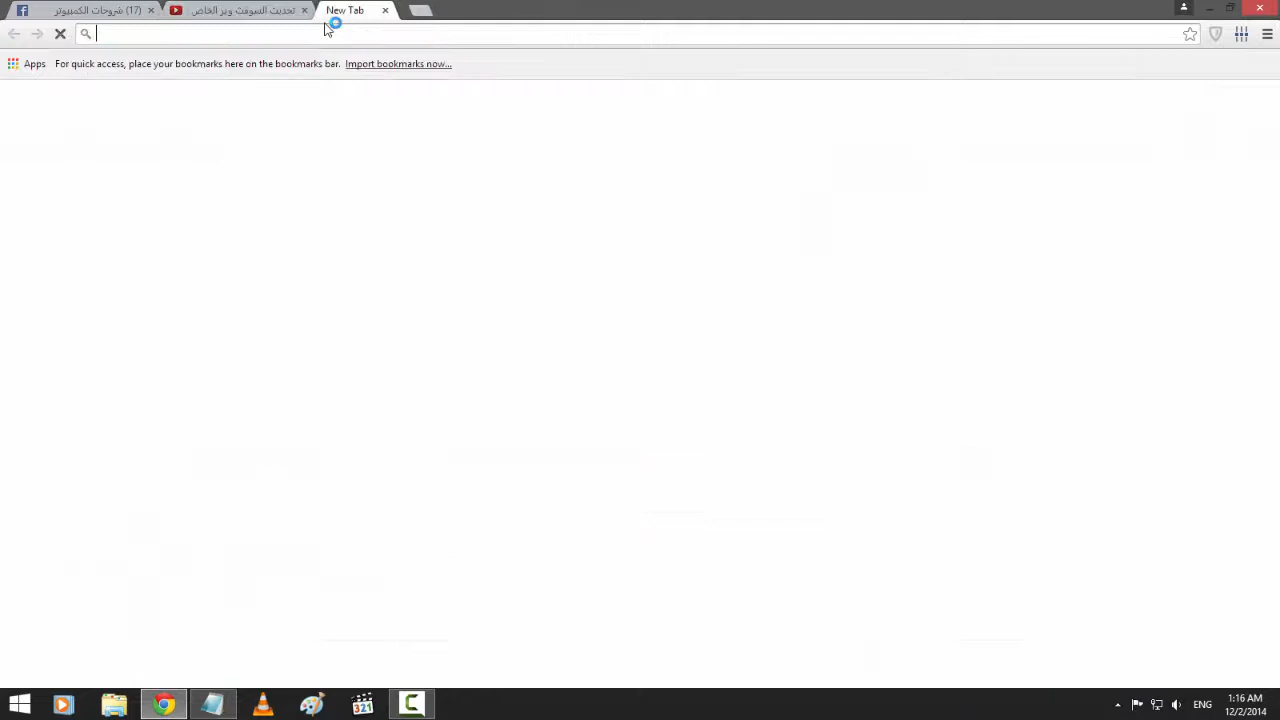 شروحات الكمبيوتر (17)
تحديث السوفت وير الخاص
New Tab
Apps For quick access, place your bookmarks here on the bookmarks bar. Import bookmarks now...
321
ENG
1:16 AM
12/2/2014